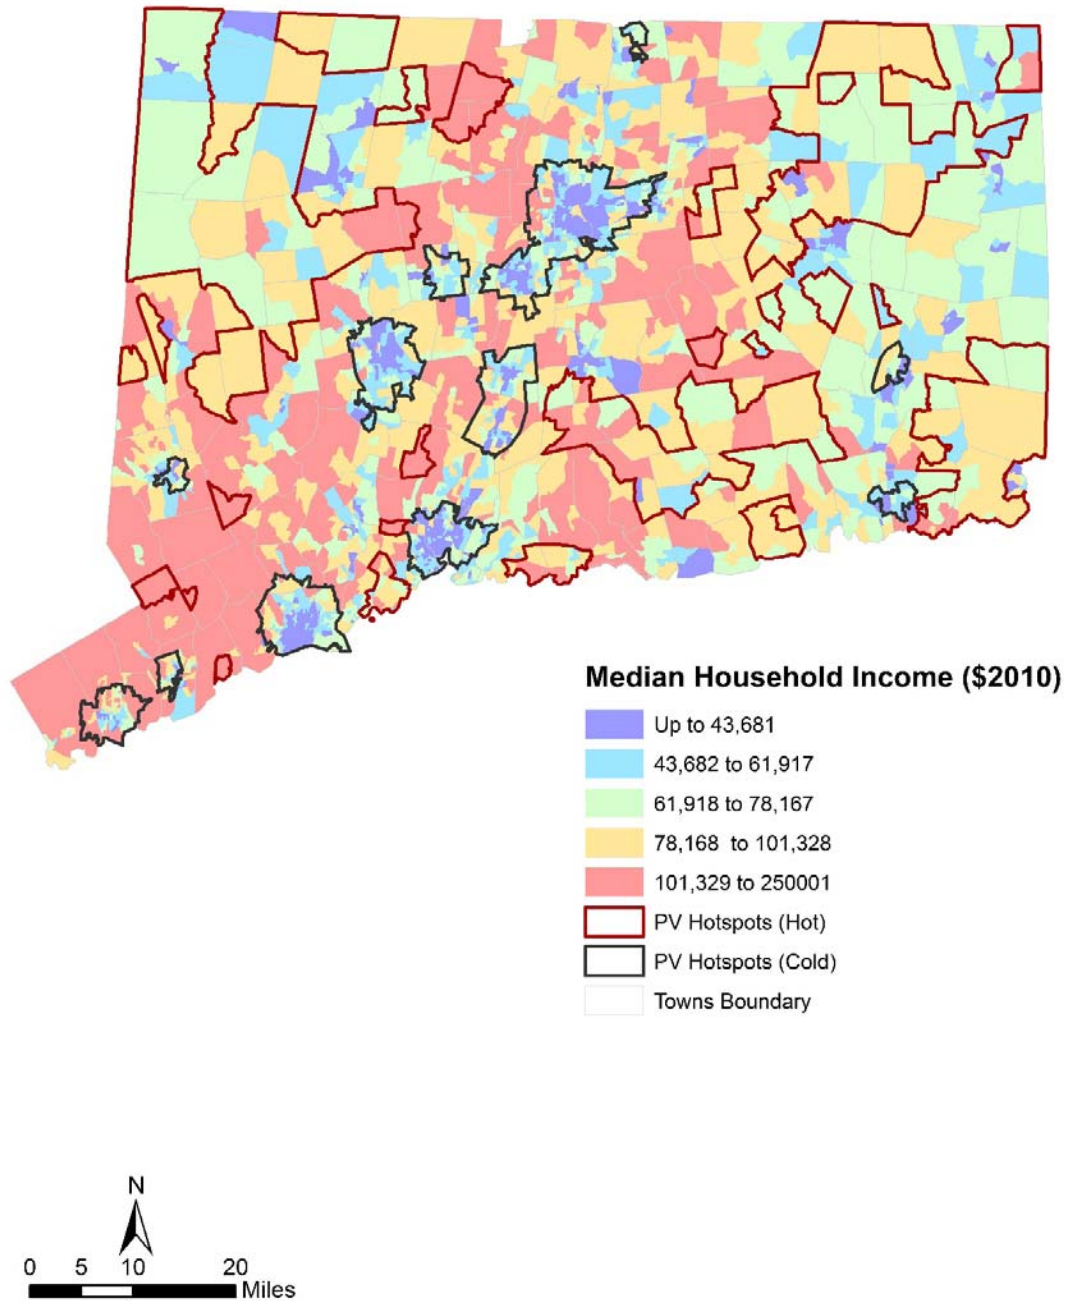 Median Household Income ($2010)
Up to 43,681
43,682 to 61,917
61,918 to 78,167
78,168 to 101,328
101,329 to 250001
PV Hotspots (Hot)
PV Hotspots (Cold)
Towns Boundary
N
0 5 10 20
Miles